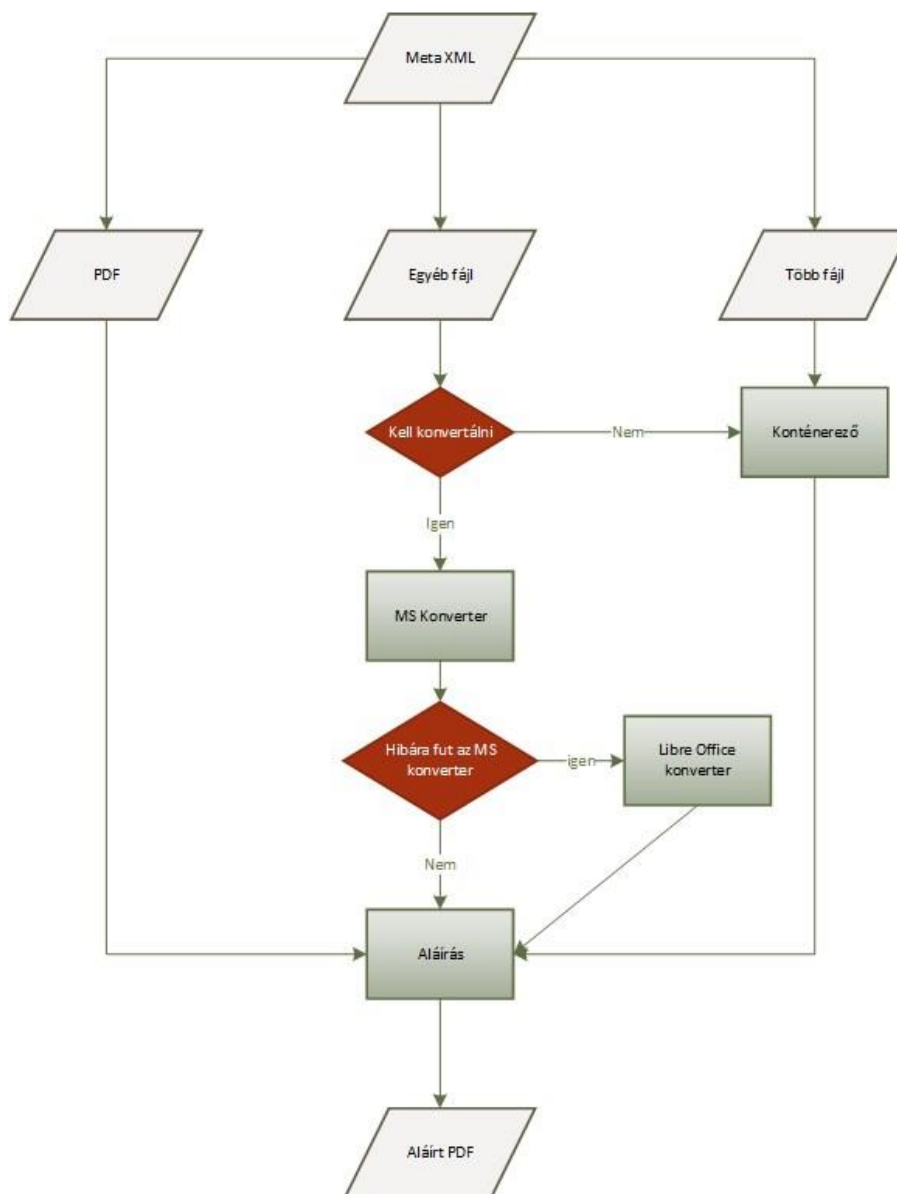 Meta XML
PDF
Egyéb fájl
Több fájl
Kell konvertálni
Nem
Konténerező
Igen
MS Konverter
Hibára fut az MS
konverter
igen
Libre Office
konverter
Nem
Aláírás
Aláírt PDF